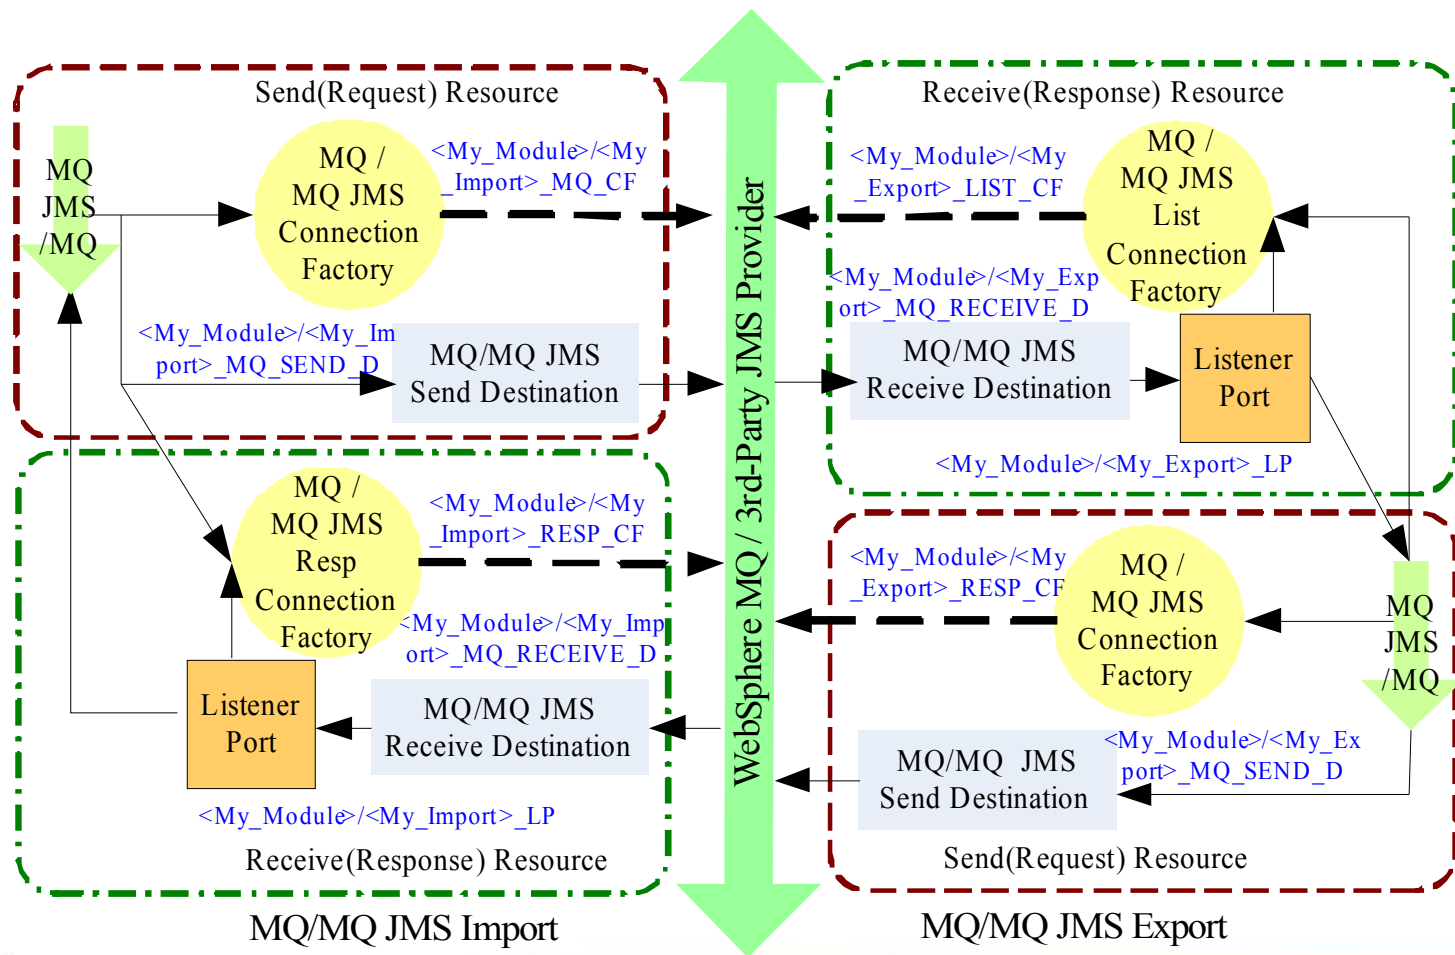 Send(Request) Resource
MQ
JMS
/MQ
MQ /
MQ JMS
Connection
Factory
<My_Module>/<My
_Import>_MQ_CF
<My_Module>/<My_Im
port>_MQ_SEND_D
MQ/MQ JMS
Send Destination
MQ /
MQ JMS
Resp
Connection
Factory
<My_Module>/<My
_Import>_RESP_CF
<My_Module>/<My_Imp
ort>_MQ_RECEIVE_D
Listener
Port
MQ/MQ JMS
Receive Destination
<My_Module>/<My_Import>_LP
Receive(Response) Resource
MQ/MQ JMS Import
WebSphere MQ / 3rd-Party JMS Provider
Receive(Response) Resource
<My_Module>/<My
_Export>_LIST_CF
MQ /
MQ JMS
List
Connection
Factory
<My_Module>/<My_Exp
ort>_MQ_RECEIVE_D
MQ/MQ JMS
Receive Destination
Listener
Port
<My_Module>/<My_Export>_LP
<My_Module>/<My
_Export>_RESP_CF
MQ /
MQ JMS
Connection
Factory
MQ
JMS
/MQ
<My_Module>/<My_Ex
port>_MQ_SEND_D
MQ/MQ JMS
Send Destination
Send(Request) Resource
MQ/MQ JMS Export